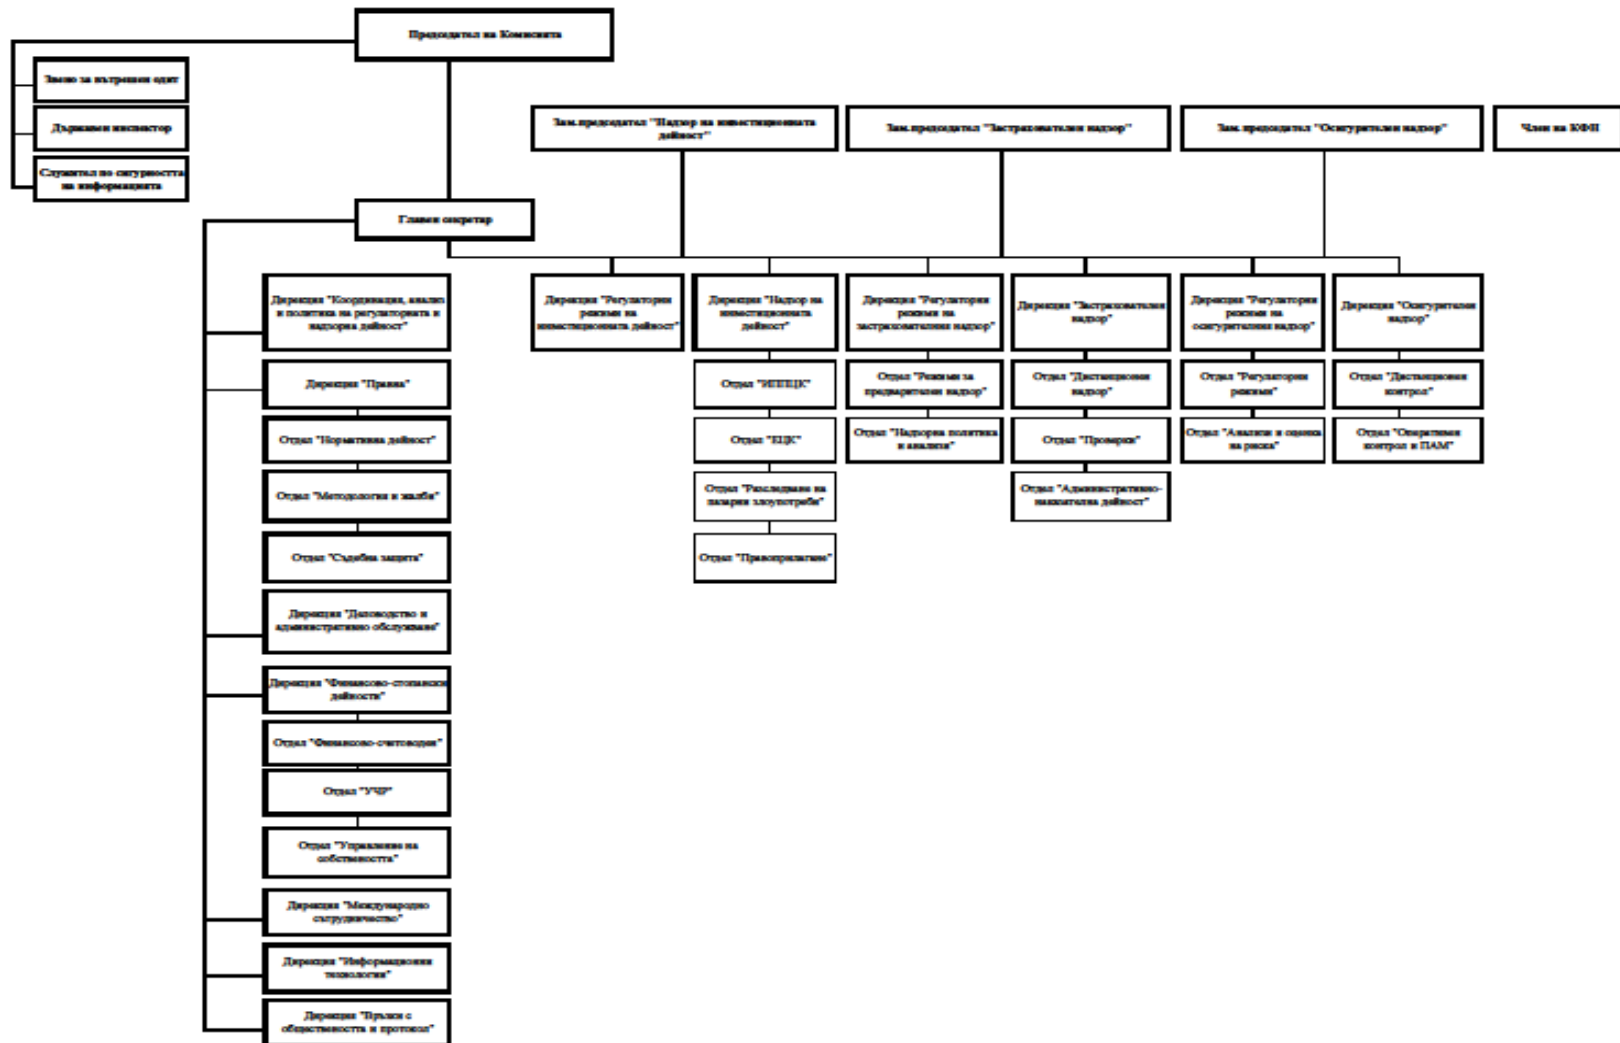 Председател на Комисията
Звено за вътрешен одит
Държавен инспектор
Служител по сигурността
на информацията
Зам.председател "Надзор на инвестиционната
дейност"
Зам.председател "Застрахователен надзор"
Зам.председател "Осигурителен надзор"
Член на КФН
Главен секретар
Дирекция "Координация, анализ
и политика на регулаторната и
надзорна дейност"
Дирекция "Правна"
Отдел "Нормативна дейност"
Отдел "Методология и жалби"
Отдел "Съдебна защита"
Дирекция "Деловодство и
административно обслужване"
Дирекция "Финансово-стопански
дейности"
Отдел "Финансово-счетоводен"
Отдел "УЧР"
Отдел "Управление на
собствеността"
Дирекция "Международно
сътрудничество"
Дирекция "Информационни
технологии"
Дирекция "Връзки с
обществеността и протокол"
Дирекция "Регулаторни
режими на
инвестиционната дейност"
Дирекция "Надзор на
инвестиционната
дейност"
Отдел "ИППЦК"
Отдел "ЕЦК"
Отдел "Разследване на
пазарни злоупотреби"
Отдел "Правоприлагане"
Дирекция "Регулаторни
режими на
застрахователния надзор"
Отдел "Режими за
предварителен надзор"
Отдел "Надзорна политика
и анализи"
Дирекция "Застрахователен
надзор"
Отдел "Дистанционен
надзор"
Отдел "Проверки"
Отдел "Административно-
наказателна дейност"
Дирекция "Регулаторни
режими на
осигурителния надзор"
Отдел "Регулаторни
режими"
Отдел "Анализи и оценка
на риска"
Дирекция "Осигурителен
надзор"
Отдел "Дистанционен
контрол"
Отдел "Оперативен
контрол и ПАМ"